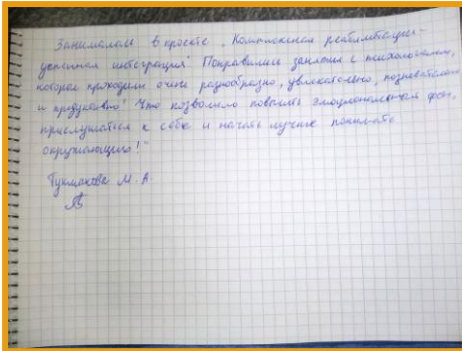 Занималась в проекте "Комплексная реабилитация -
успешная интеграция". Понравились занятия с психологом,
которые проходили очень разнообразно, увлекательно, познавательно
и продуктивно! Что позволило повысить эмоциональный фон,
прислушаться к себе и начать лучше понимать
окружающих!"
М. А.